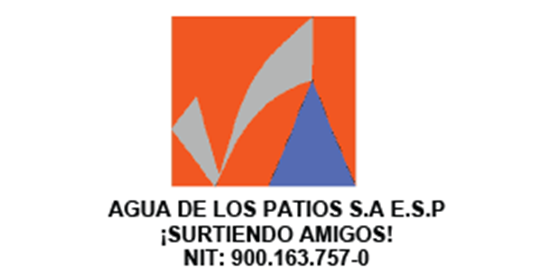 AGUA DE LOS PATIOS S.A E.S.P
¡SURTIENDO AMIGOS!
NIT: 900.163.757-0